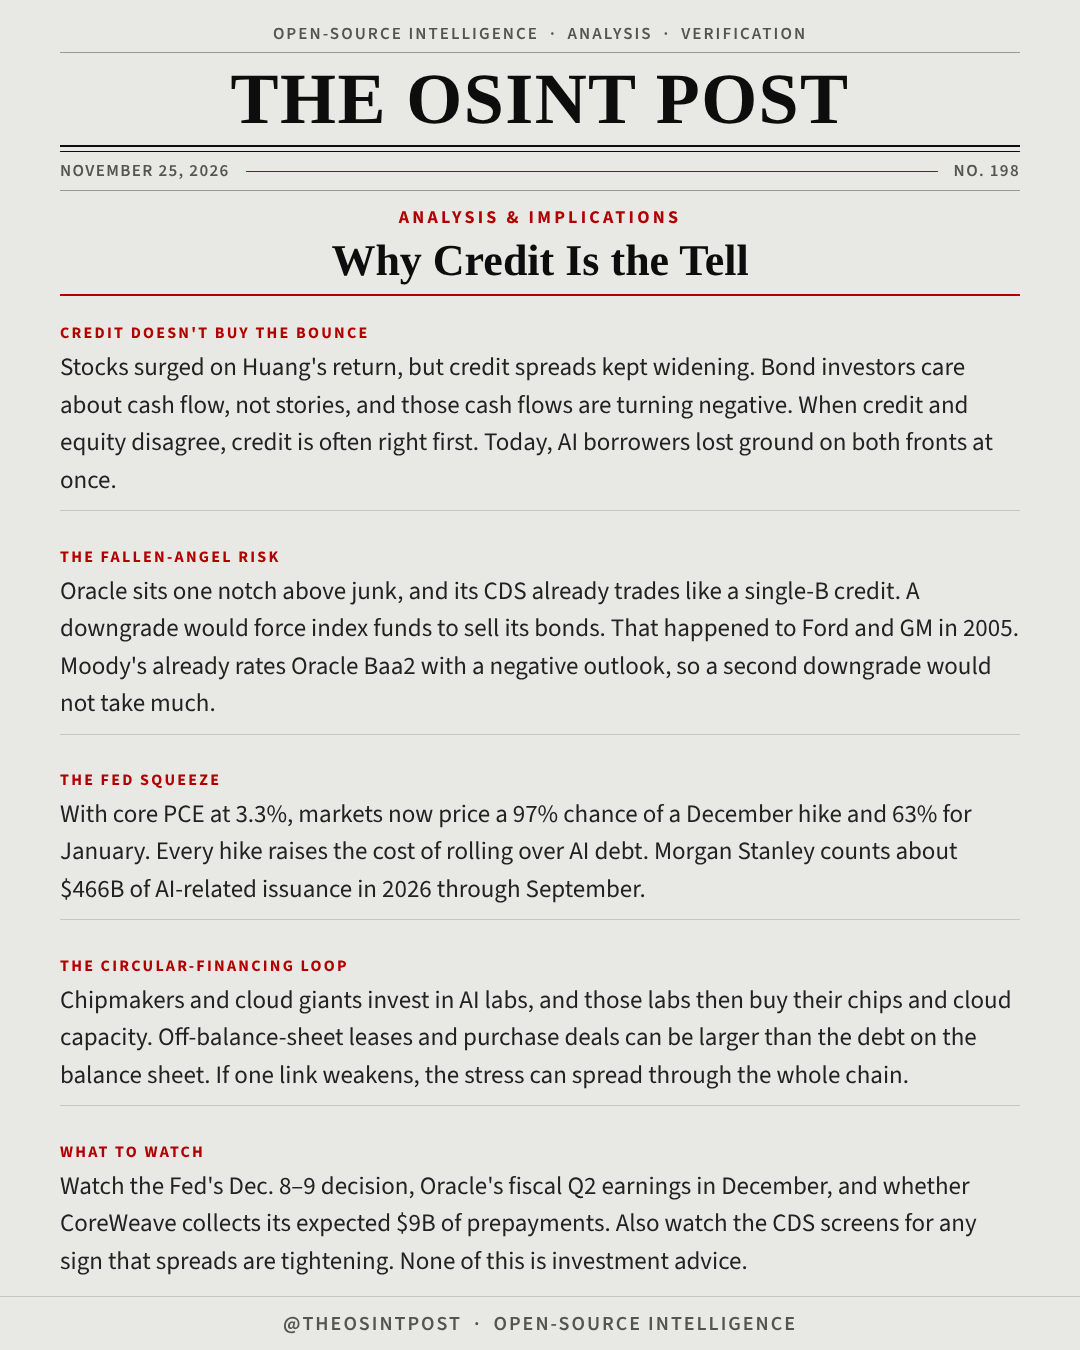 OPEN-SOURCE INTELLIGENCE · ANALYSIS · VERIFICATION
THE OSINT POST
NOVEMBER 25, 2026
NO. 198
ANALYSIS & IMPLICATIONS
Why Credit Is the Tell
CREDIT DOESN'T BUY THE BOUNCE
Stocks surged on Huang's return, but credit spreads kept widening. Bond investors care
about cash flow, not stories, and those cash flows are turning negative. When credit and
equity disagree, credit is often right first. Today, AI borrowers lost ground on both fronts at
once.
THE FALLEN-ANGEL RISK
Oracle sits one notch above junk, and its CDS already trades like a single-B credit. A
downgrade would force index funds to sell its bonds. That happened to Ford and GM in 2005.
Moody's already rates Oracle Baa2 with a negative outlook, so a second downgrade would
not take much.
THE FED SQUEEZE
With core PCE at 3.3%, markets now price a 97% chance of a December hike and 63% for
January. Every hike raises the cost of rolling over AI debt. Morgan Stanley counts about
$466B of AI-related issuance in 2026 through September.
THE CIRCULAR-FINANCING LOOP
Chipmakers and cloud giants invest in AI labs, and those labs then buy their chips and cloud
capacity. Off-balance-sheet leases and purchase deals can be larger than the debt on the
balance sheet. If one link weakens, the stress can spread through the whole chain.
WHAT TO WATCH
Watch the Fed's Dec. 8–9 decision, Oracle's fiscal Q2 earnings in December, and whether
CoreWeave collects its expected $9B of prepayments. Also watch the CDS screens for any
sign that spreads are tightening. None of this is investment advice.
@THEOSINTPOST · OPEN-SOURCE INTELLIGENCE